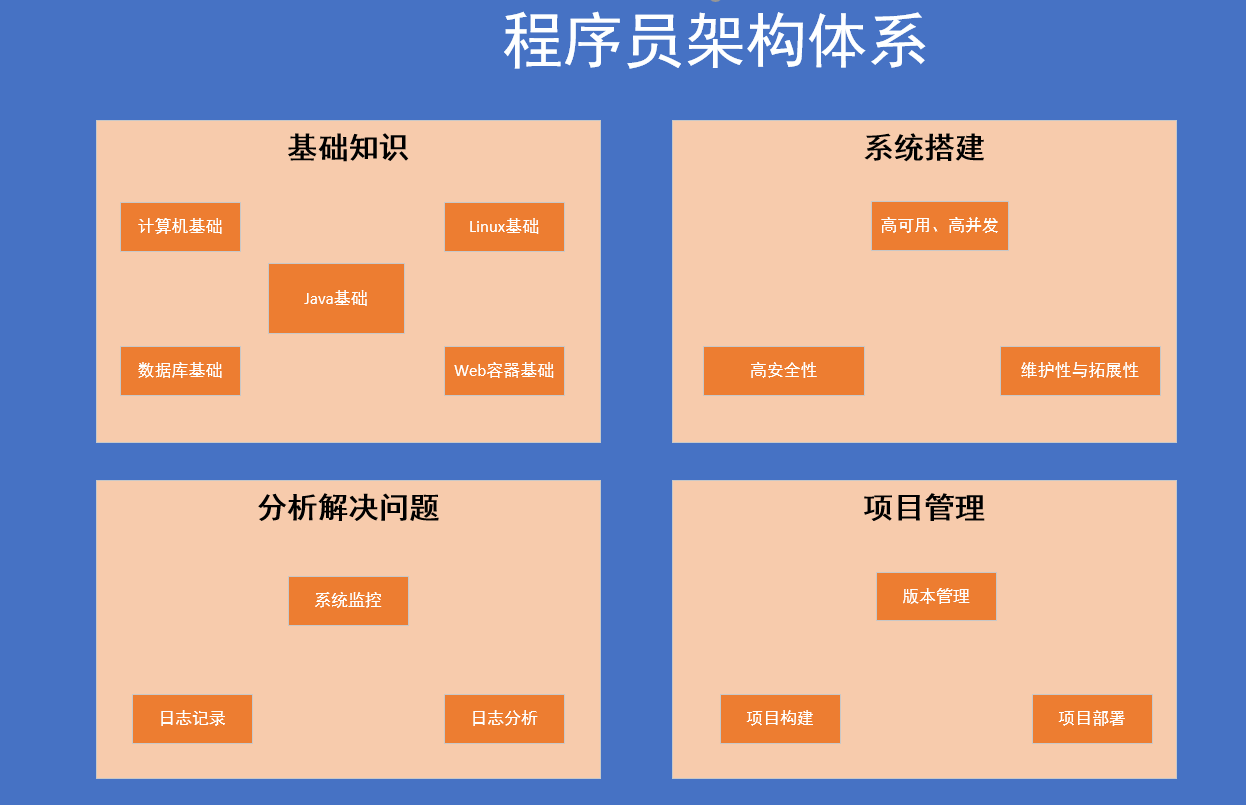 程序员架构体系
基础知识
计算机基础
Linux基础
Java基础
数据库基础
Web容器基础
系统搭建
高可用、高并发
高安全性
维护性与拓展性
分析解决问题
系统监控
日志记录
日志分析
项目管理
版本管理
项目构建
项目部署